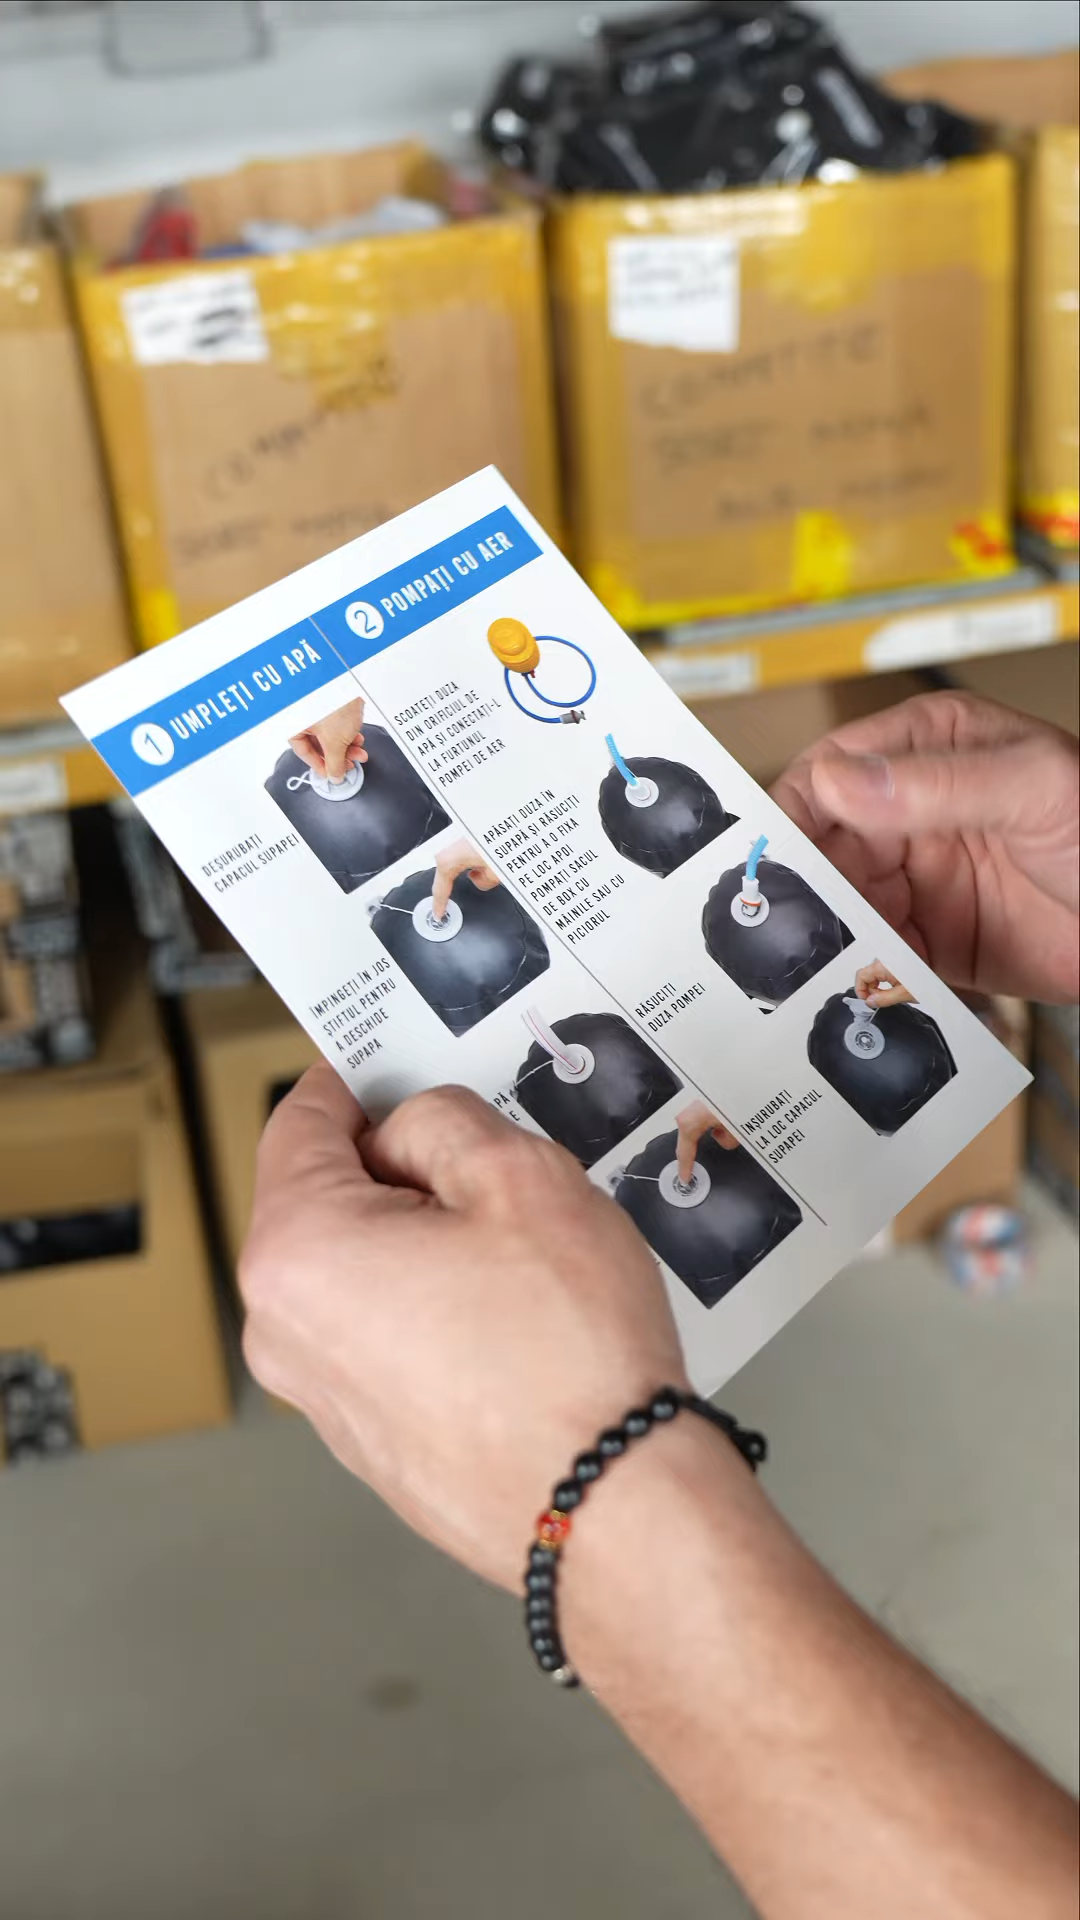 1 UMPLEȚI CU APĂ
DEȘURUBAȚI
CAPACUL SUPAPEI
ÎMPINGEȚI ÎN JOS
ȘTIFTUL PENTRU
A DESCHIDE
SUPAPA
2 POMPAȚI CU AER
SCOATEȚI DUZA
DIN ORIFICIUL DE
APĂ ȘI CONECTAȚI-L
LA FURTUNUL
POMPEI DE AER
APĂSAȚI DUZA ÎN
SUPAPĂ ȘI RĂSUCIȚI
PENTRU A O FIXA
PE LOC APOI
POMPAȚI SACUL
DE BOX CU
MÂINILE SAU CU
PICIORUL
RĂSUCIȚI
DUZA POMPEI
ÎNȘURUBAȚI
LA LOC CAPACUL
SUPAPEI